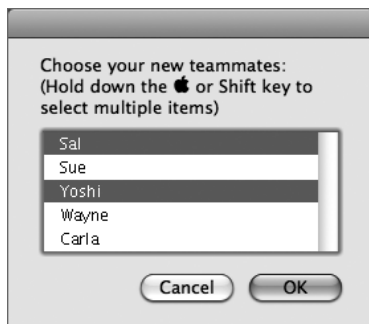 Choose your new teammates:
(Hold down the  or Shift key to
select multiple items)
Sal
Sue
Yoshi
Wayne
Carla
Cancel OK